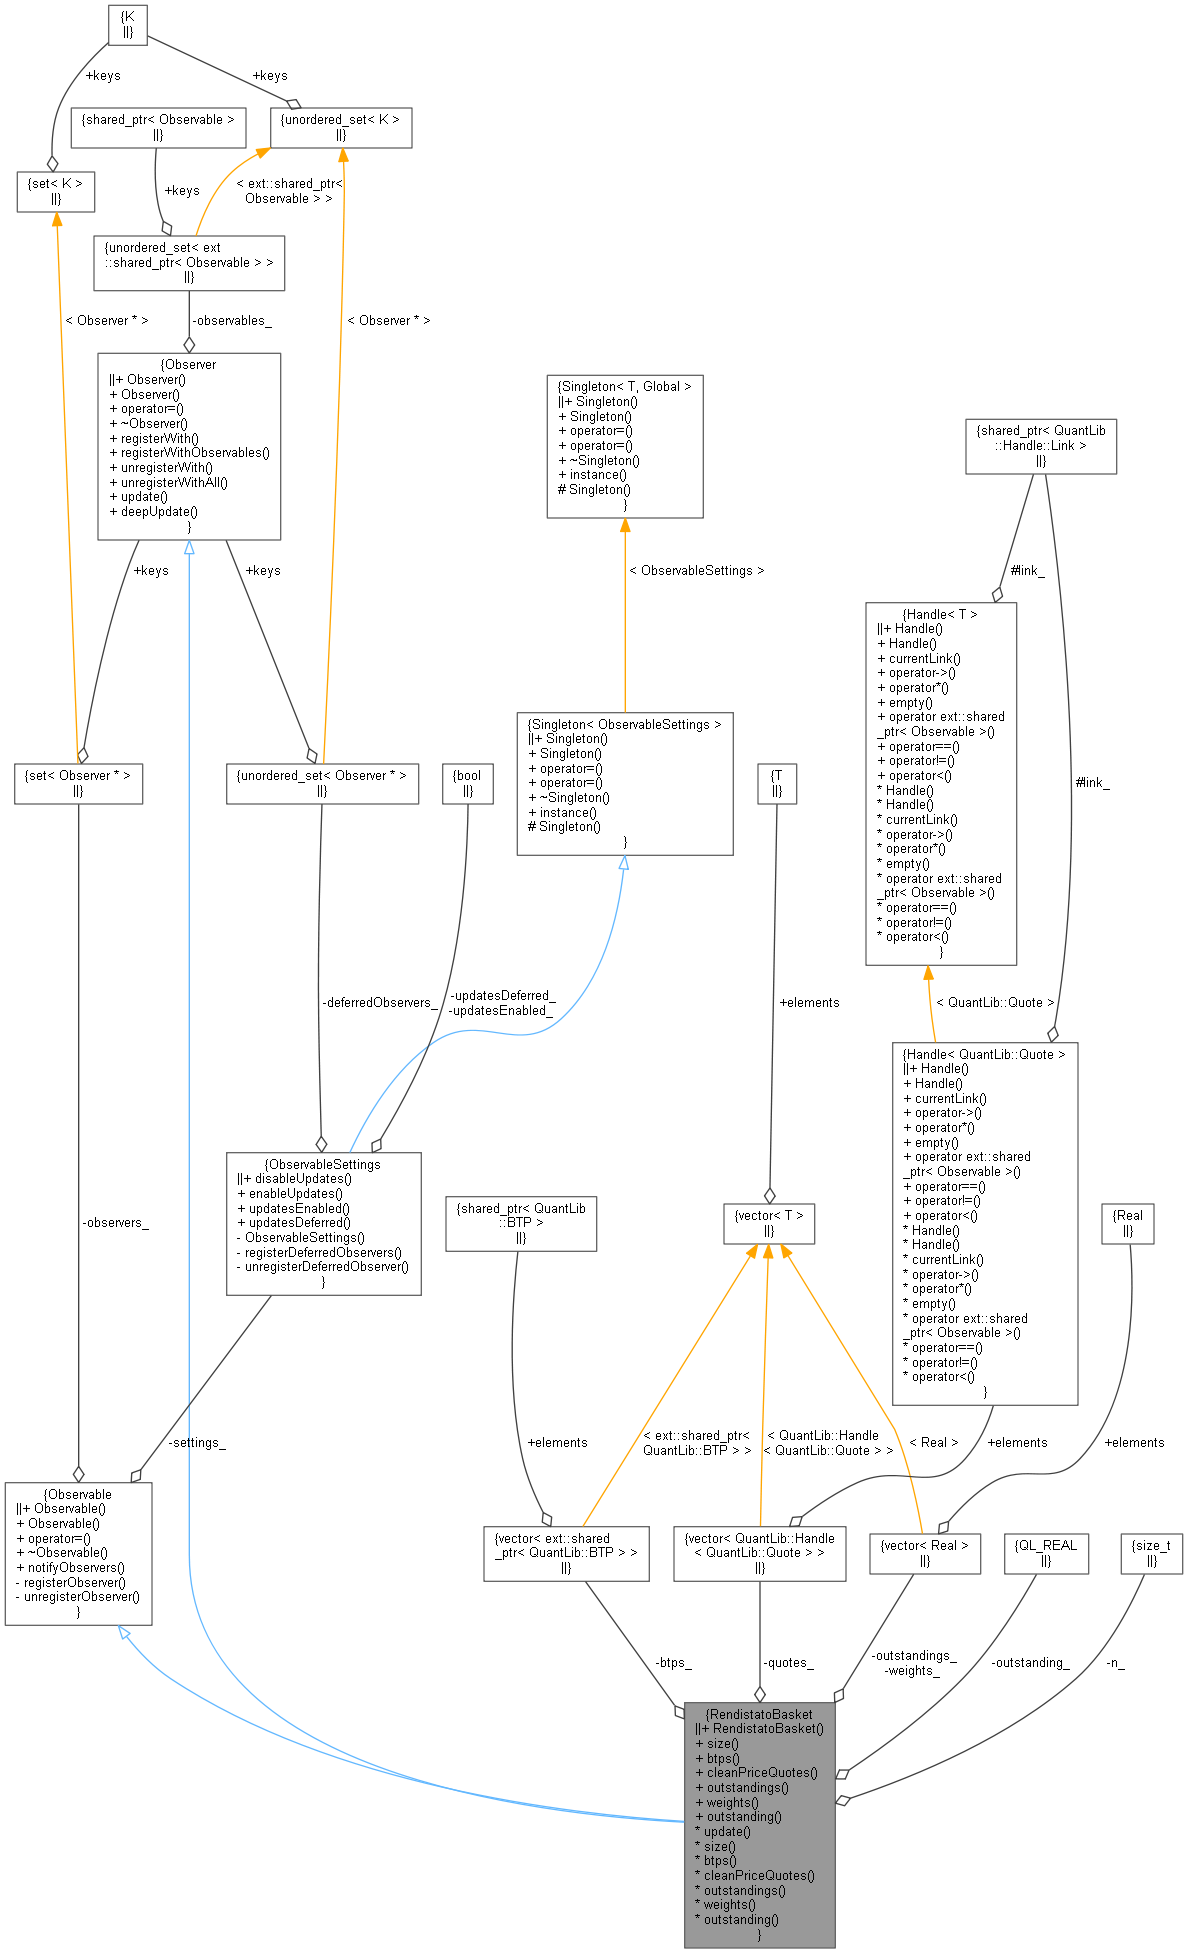 {K
||}
+keys
+keys
{shared_ptr< Observable >
||}
{unordered_set< K >
||}
{set< K >
||}
+keys
< ext::shared_ptr<
Observable > >
{unordered_set< ext
::shared_ptr< Observable > >
||}
< Observer * >
-observables_
< Observer * >
{Observer
||+ Observer()
+ Observer()
+ operator=()
+ ~Observer()
+ registerWith()
+ registerWithObservables()
+ unregisterWith()
+ unregisterWithAll()
+ update()
+ deepUpdate()
}
{Singleton< T, Global >
||+ Singleton()
+ Singleton()
+ operator=()
+ operator=()
+ ~Singleton()
+ instance()
# Singleton()
}
{shared_ptr< QuantLib
::Handle::Link >
||}
+keys
+keys
< ObservableSettings >
#link_
{Handle< T >
||+ Handle()
+ Handle()
+ currentLink()
+ operator->()
+ operator*()
+ empty()
+ operator ext::shared
_ptr< Observable >()
+ operator==()
+ operator!=()
+ operator<()
* Handle()
* Handle()
* currentLink()
* operator->()
* operator*()
* empty()
* operator ext::shared
_ptr< Observable >()
* operator==()
* operator!=()
* operator<()
}
#link_
{set< Observer * >
||}
{unordered_set< Observer * >
||}
{bool
||}
{Singleton< ObservableSettings >
||+ Singleton()
+ Singleton()
+ operator=()
+ operator=()
+ ~Singleton()
+ instance()
# Singleton()
}
{T
||}
-deferredObservers_
-updatesDeferred_
-updatesEnabled_
+elements
< QuantLib::Quote >
{Handle< QuantLib::Quote >
||+ Handle()
+ Handle()
+ currentLink()
+ operator->()
+ operator*()
+ empty()
+ operator ext::shared
_ptr< Observable >()
+ operator==()
+ operator!=()
+ operator<()
* Handle()
* Handle()
* currentLink()
* operator->()
* operator*()
* empty()
* operator ext::shared
_ptr< Observable >()
* operator==()
* operator!=()
* operator<()
}
{ObservableSettings
||+ disableUpdates()
+ enableUpdates()
+ updatesEnabled()
+ updatesDeferred()
- ObservableSettings()
- registerDeferredObservers()
- unregisterDeferredObserver()
}
-observers_
{shared_ptr< QuantLib
::BTP >
||}
{vector< T >
||}
{Real
||}
-settings_
+elements
< ext::shared_ptr<
QuantLib::BTP > >
< QuantLib::Handle
< QuantLib::Quote > >
< Real >
+elements
+elements
{Observable
||+ Observable()
+ Observable()
+ operator=()
+ ~Observable()
+ notifyObservers()
- registerObserver()
- unregisterObserver()
}
{vector< ext::shared
_ptr< QuantLib::BTP > >
||}
{vector< QuantLib::Handle
< QuantLib::Quote > >
||}
{vector< Real >
||}
{QL_REAL
||}
{size_t
||}
-btps_
-quotes_
-outstandings_
-weights_
-outstanding_
-n_
{RendistatoBasket
||+ RendistatoBasket()
+ size()
+ btps()
+ cleanPriceQuotes()
+ outstandings()
+ weights()
+ outstanding()
* update()
* size()
* btps()
* cleanPriceQuotes()
* outstandings()
* weights()
* outstanding()
}